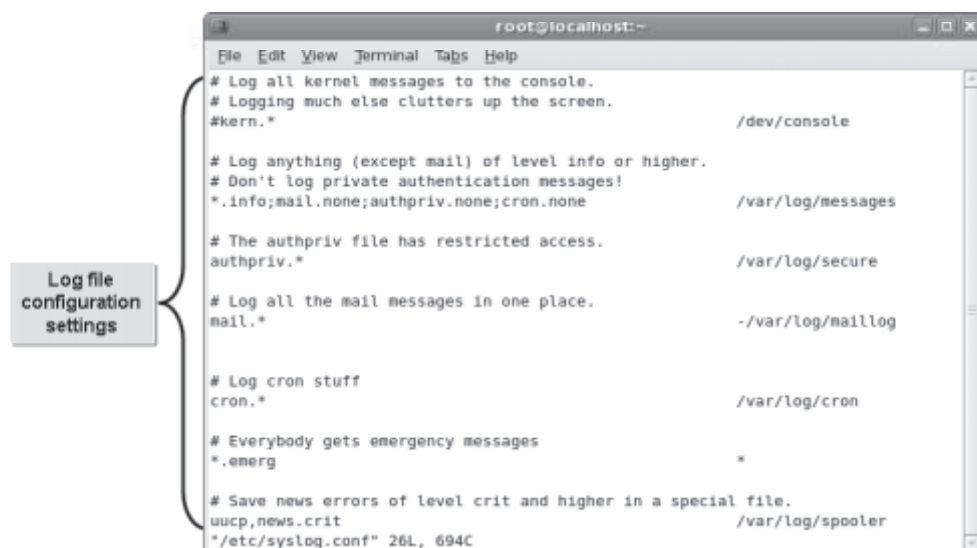 root@localhost:~
File Edit View Terminal Tabs Help
# Log all kernel messages to the console.
# Logging much else clutters up the screen.
#kern.* /dev/console
# Log anything (except mail) of level info or higher.
# Don't log private authentication messages!
*.info;mail.none;authpriv.none;cron.none /var/log/messages
# The authpriv file has restricted access.
authpriv.* /var/log/secure
# Log all the mail messages in one place.
mail.* -/var/log/maillog
# Log cron stuff
cron.* /var/log/cron
# Everybody gets emergency messages
*.emerg *
# Save news errors of level crit and higher in a special file.
uucp,news.crit /var/log/spooler
"/etc/syslog.conf" 26L, 694C
Log file
configuration
settings